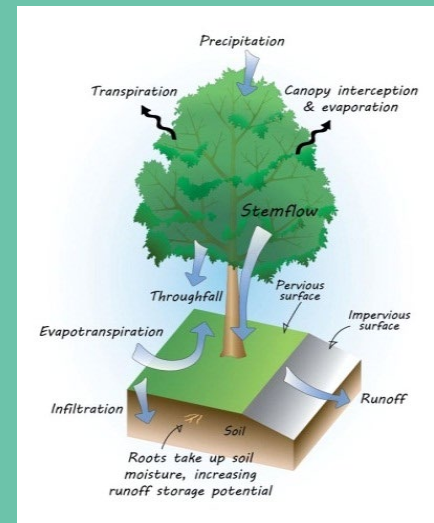 Precipitation
Transpiration
Canopy interception
& evaporation
Stemflow
Throughfall
Pervious
surface
Impervious
surface
Evapotranspiration
Infiltration
Runoff
Soil
Roots take up soil
moisture, increasing
runoff storage potential